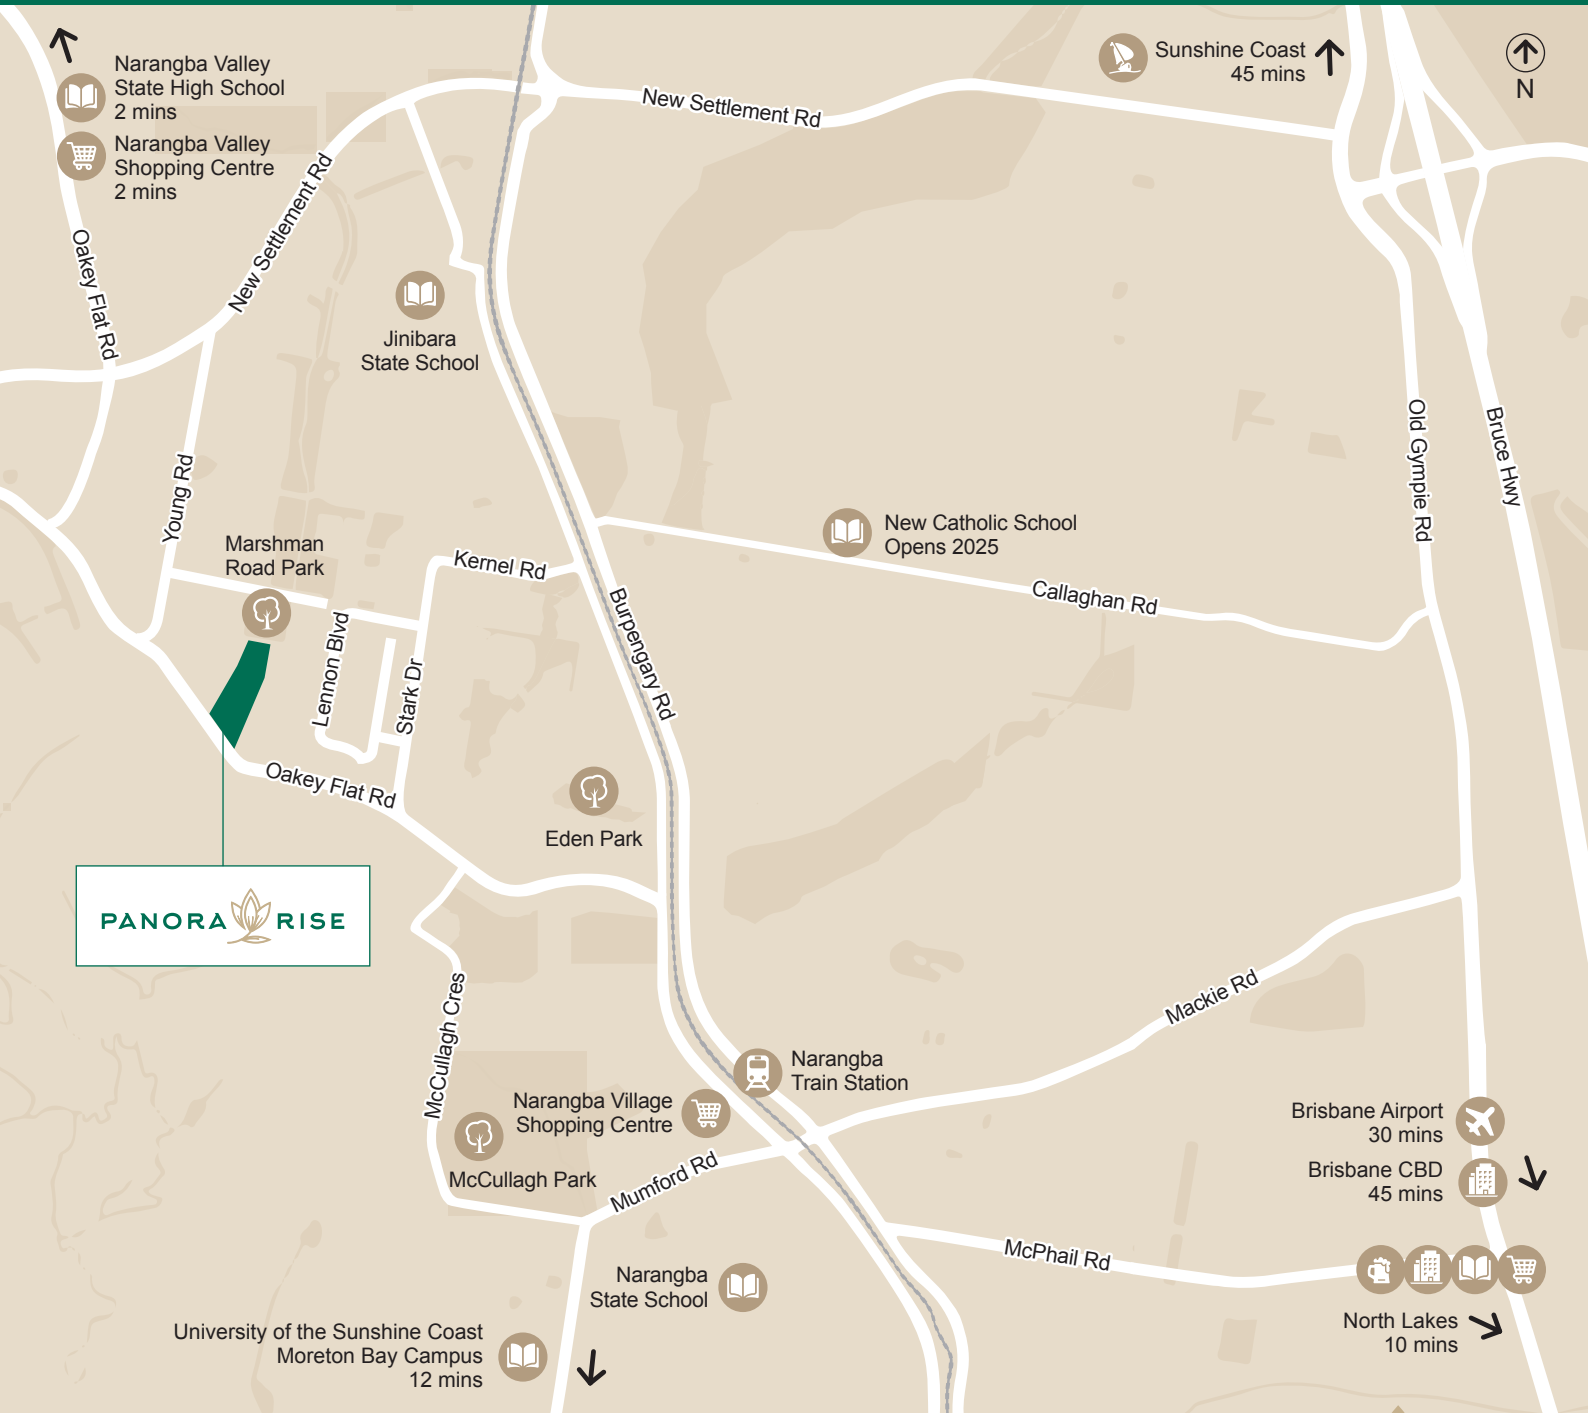 Narangba Valley
State High School
2 mins
Narangba Valley
Shopping Centre
2 mins
Sunshine Coast
45 mins
N
New Settlement Rd
New Settlement Rd
Oakey Flat Rd
Jinibara
State School
Old Gympie Rd
Bruce Hwy
Young Rd
Marshman
Road Park
Kernel Rd
New Catholic School
Opens 2025
Callaghan Rd
Burpengary Rd
Lennon Blvd
Stark Dr
Oakey Flat Rd
Eden Park
PANORA RISE
McCullagh Cres
Mackie Rd
Narangba
Train Station
Narangba Village
Shopping Centre
McCullagh Park
Mumford Rd
Brisbane Airport
30 mins
Brisbane CBD
45 mins
McPhail Rd
Narangba
State School
North Lakes
10 mins
University of the Sunshine Coast
Moreton Bay Campus
12 mins